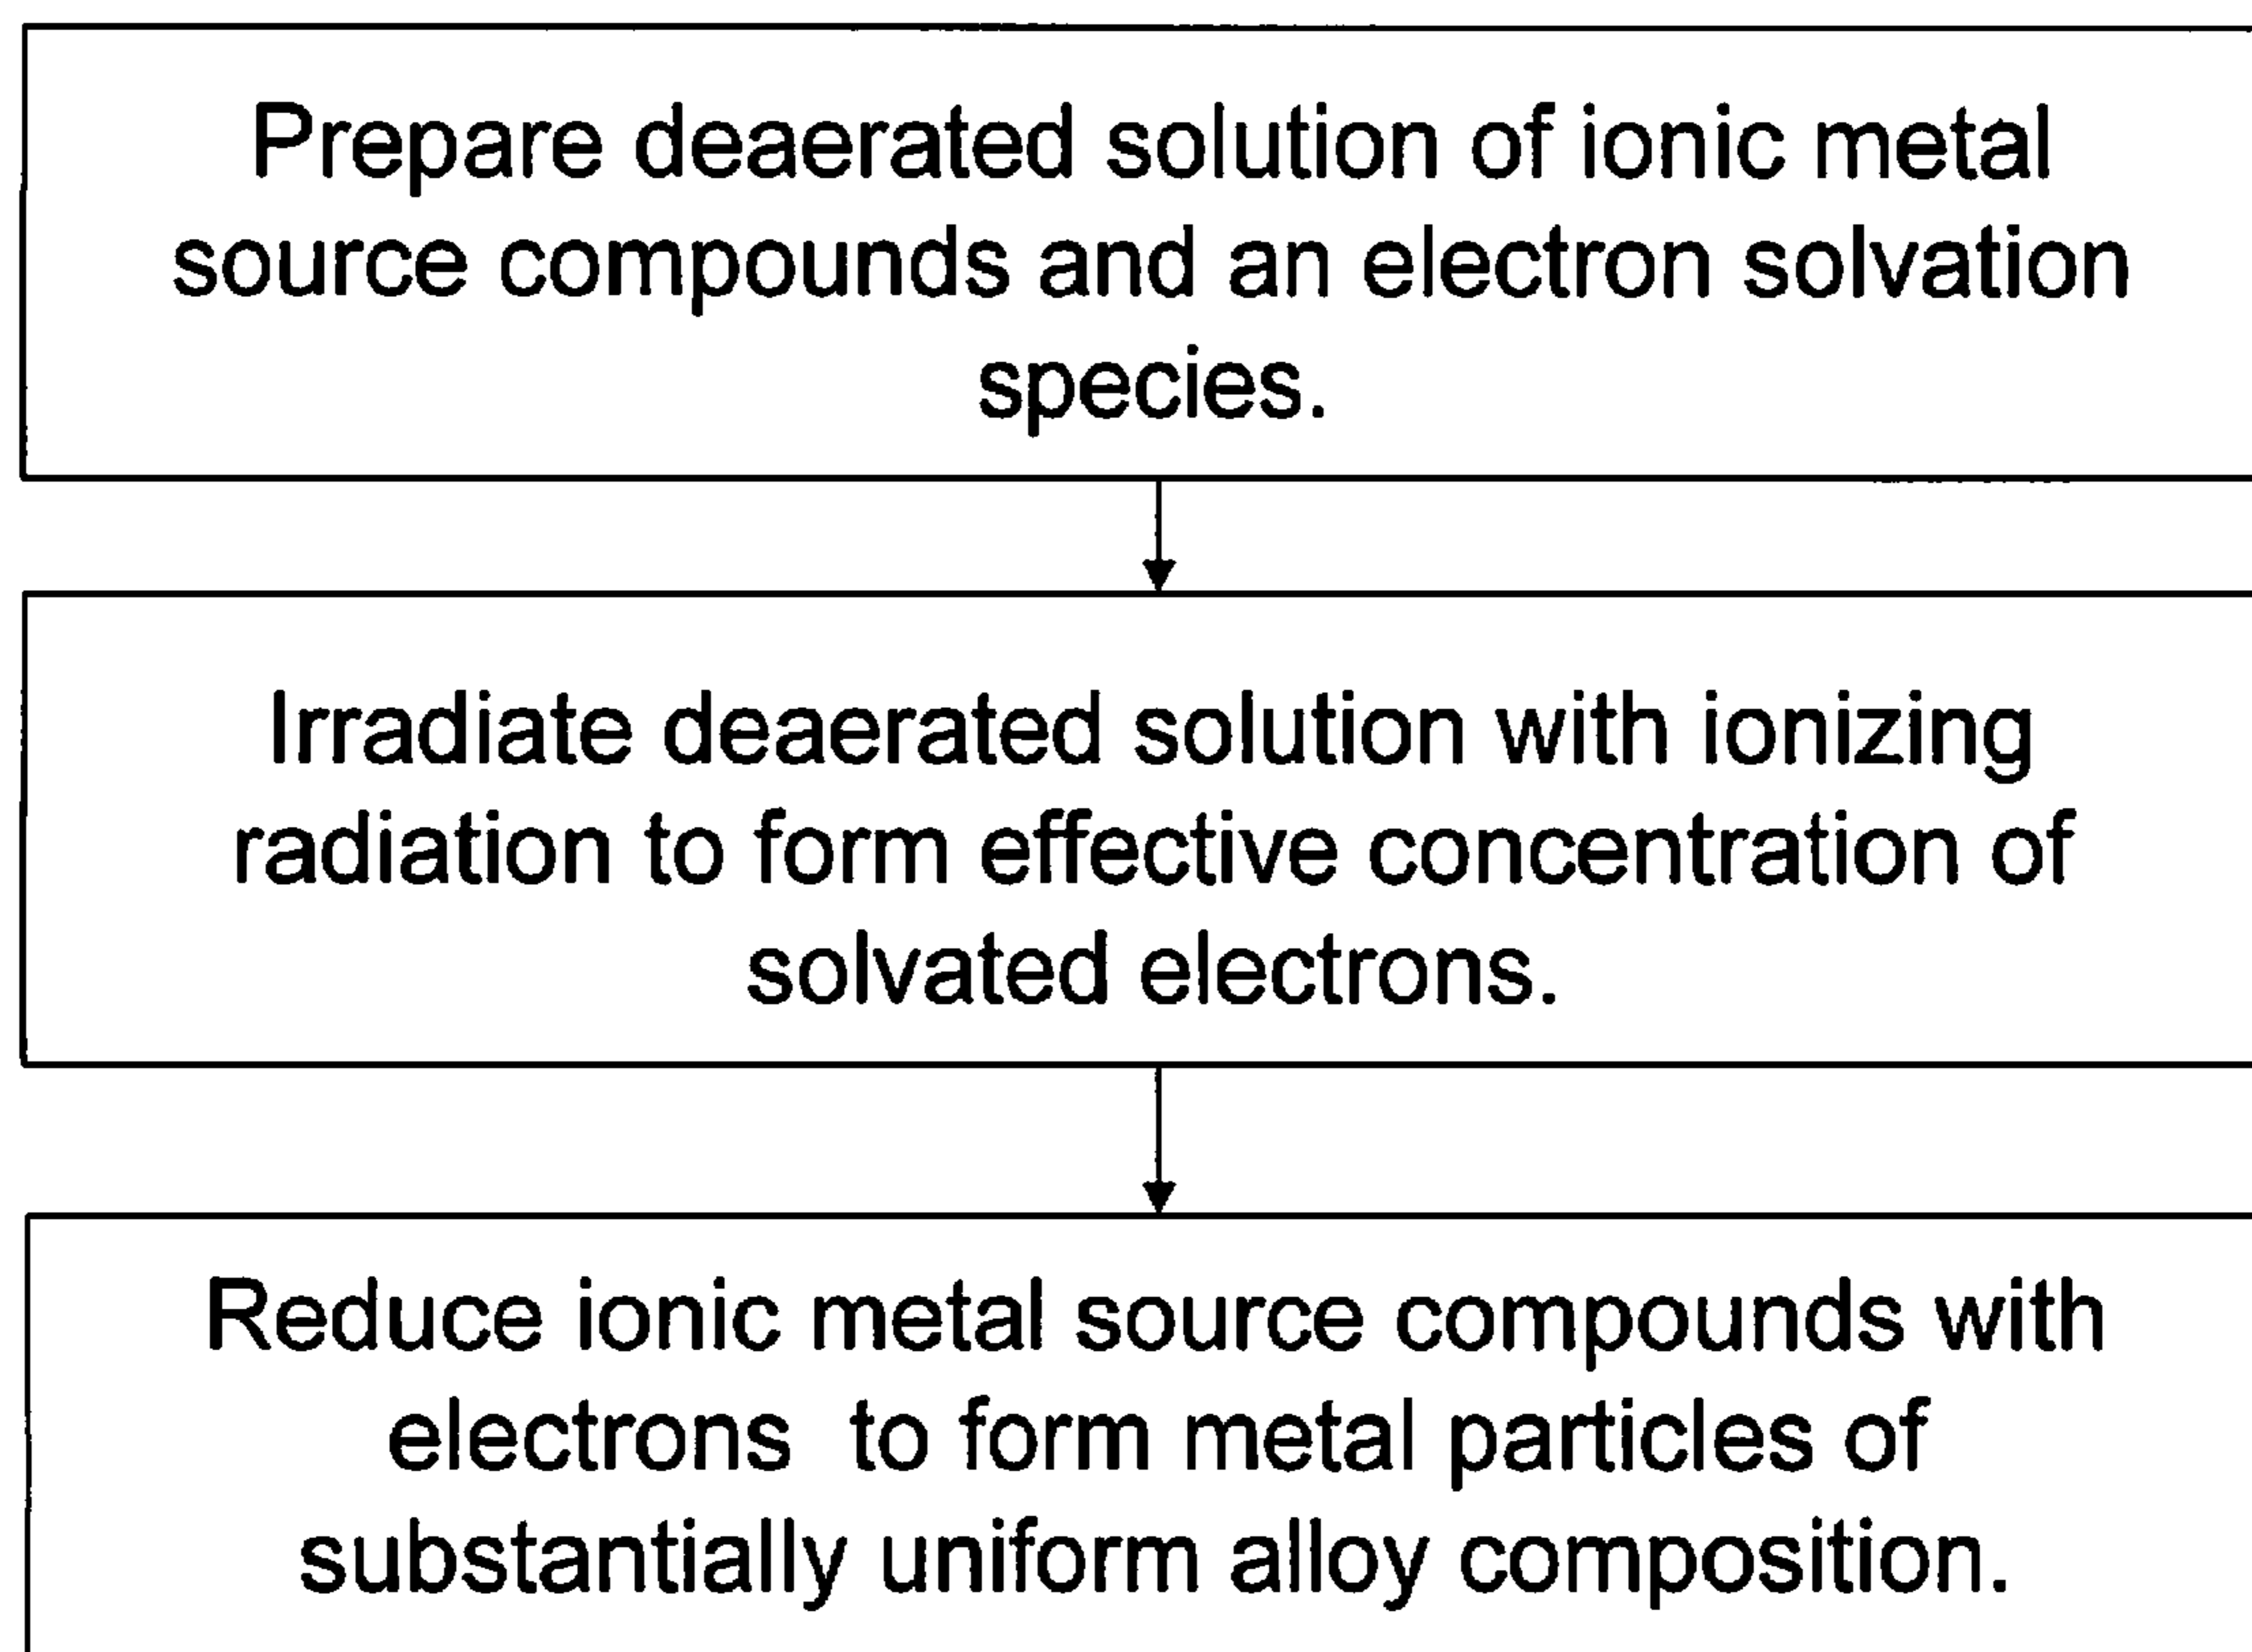 Prepare deaerated solution of ionic metal
source compounds and an electron solvation
species.
Irradiate deaerated solution with ionizing
radiation to form effective concentration of
solvated electrons.
Reduce ionic metal source compounds with
electrons  to form metal particles of
substantially uniform alloy composition.